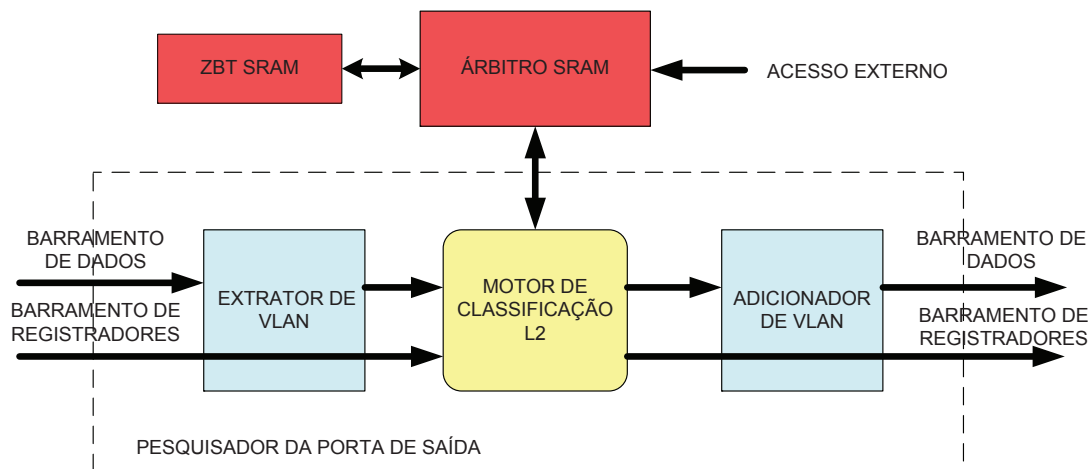 ZBT SRAM
ÁRBITRO SRAM
ACESSO EXTERNO
BARRAMENTO
DE DADOS
BARRAMENTO DE
REGISTRADORES
EXTRATOR DE
VLAN
MOTOR DE
CLASSIFICAÇÃO
L2
ADICIONADOR
DE VLAN
BARRAMENTO DE
DADOS
BARRAMENTO DE
REGISTRADORES
PESQUISADOR DA PORTA DE SAÍDA